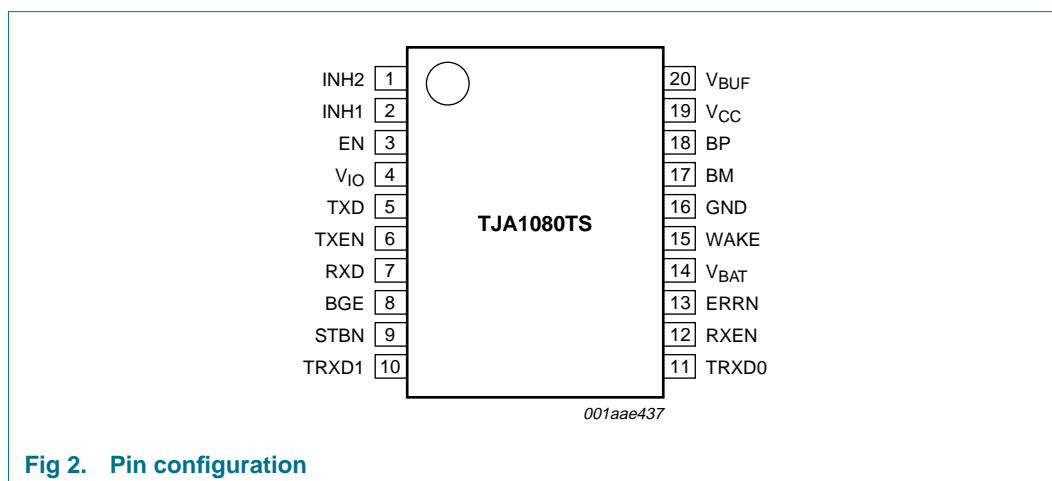 INH2 1 20 VBUF
INH1 2 19 VCC
EN 3 18 BP
VIO 4 17 BM
TXD 5 16 GND
TJA1080TS
TXEN 6 15 WAKE
RXD 7 14 VBAT
BGE 8 13 ERRN
STBN 9 12 RXEN
TRXD1 10 11 TRXD0
001aae437
Fig 2. Pin configuration